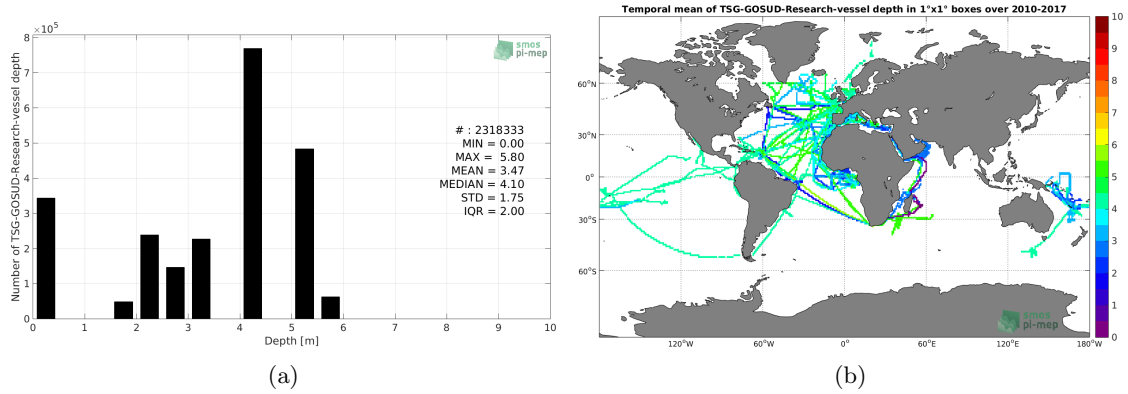 Temporal mean of TSG-GOSUD-Research-vessel depth in 1°x1° boxes over 2010-2017
×10⁵
8
7
6
5
4
3
2
1
0
Number of TSG-GOSUD-Research-vessel depth
smos
pi-mep
# : 2318333
MIN = 0.00
MAX = 5.80
MEAN = 3.47
MEDIAN = 4.10
STD = 1.75
IQR = 2.00
0 1 2 3 4 5 6 7 8 9 10
Depth [m]
(a)
60°N
30°N
0°
30°S
60°S
120°W 60°W 0° 60°E 120°E 180°W
smos
pi-mep
10
9
8
7
6
5
4
3
2
1
0
(b)